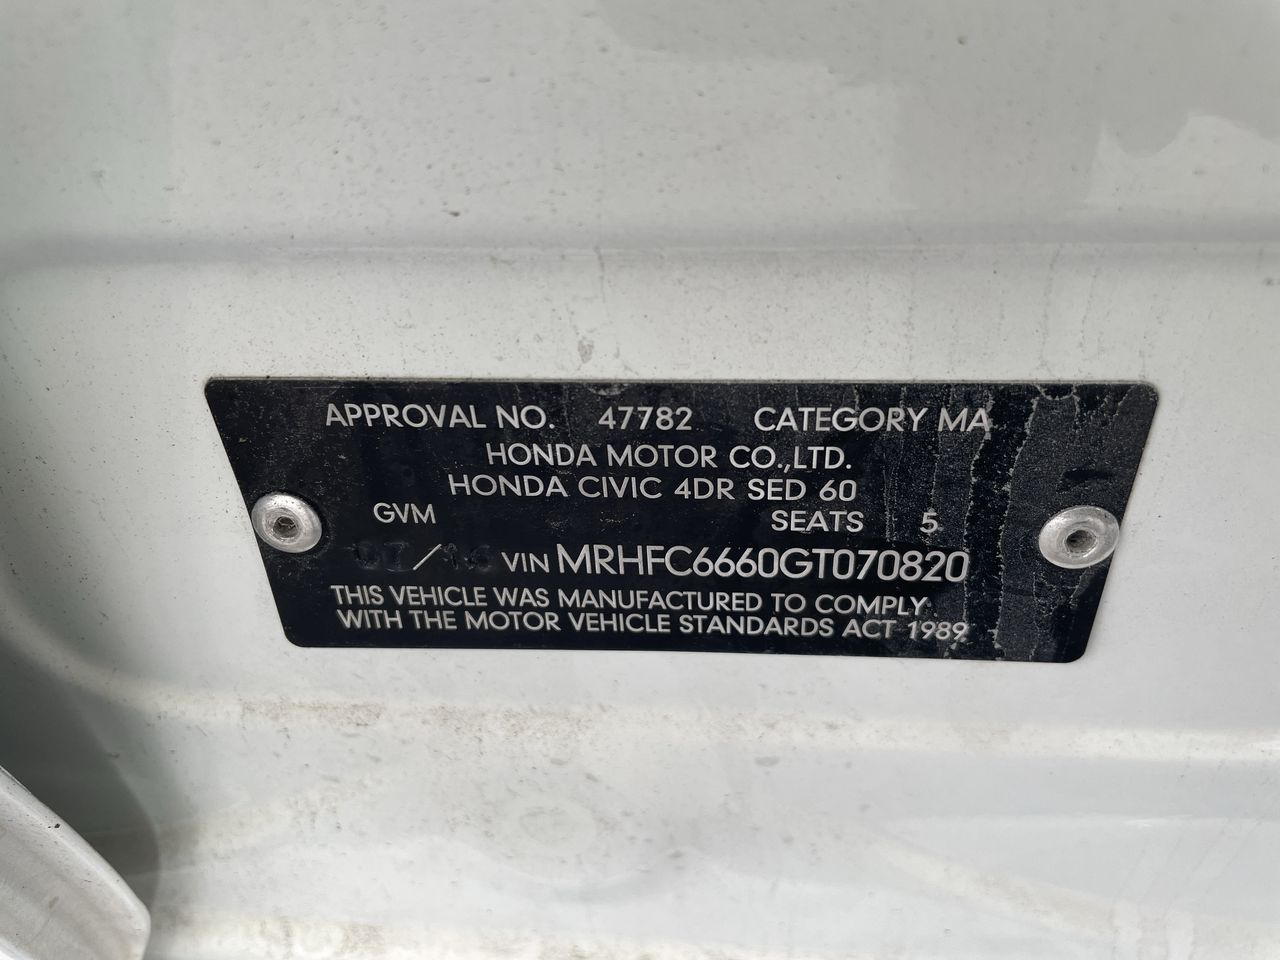 APPROVAL NO. 47782 CATEGORY MA
HONDA MOTOR CO.,LTD.
HONDA CIVIC 4DR SED 60
GVM SEATS 5
VIN MRHFC6660GT070820
THIS VEHICLE WAS MANUFACTURED TO COMPLY
WITH THE MOTOR VEHICLE STANDARDS ACT 1989